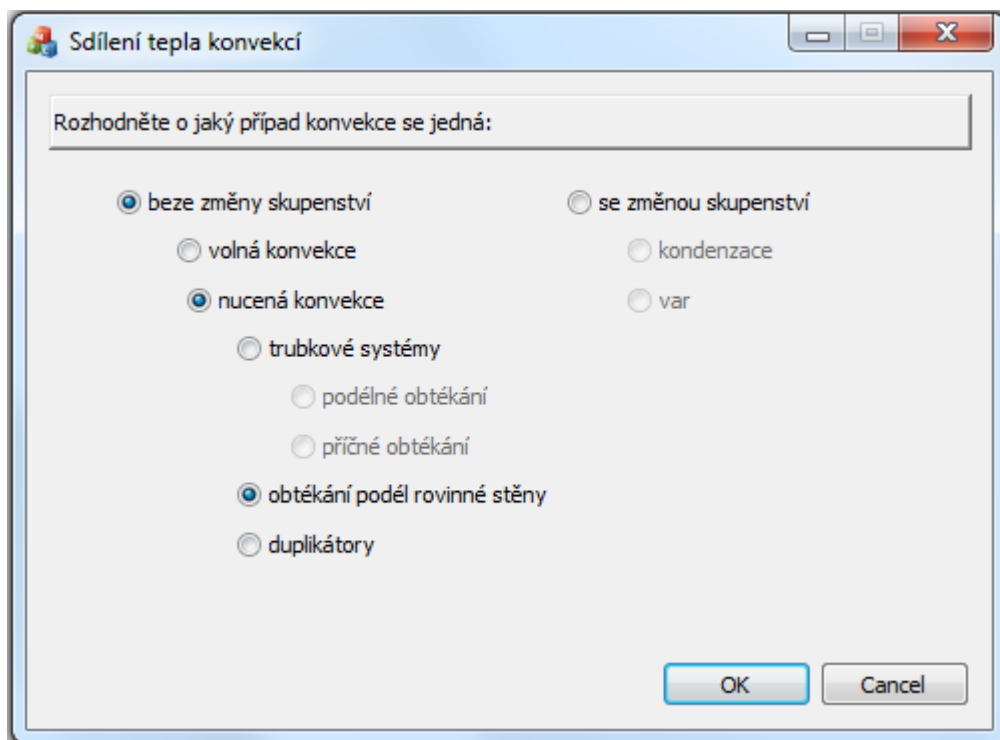 Sdílení tepla konvekcí
Rozhodněte o jaký případ konvekce se jedná:
beze změny skupenství
se změnou skupenství
volná konvekce
kondenzace
nucená konvekce
var
trubkové systémy
podélné obtékání
příčné obtékání
obtékání podél rovinné stěny
duplikátory
OK
Cancel